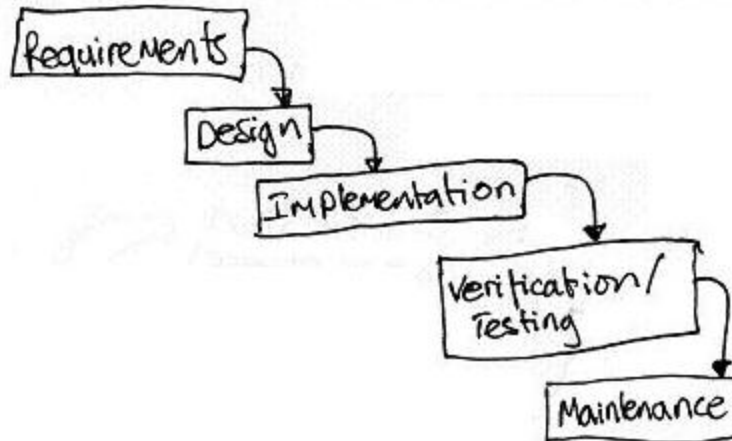 Requirements
Design
Implementation
Verification/
Testing
Maintenance